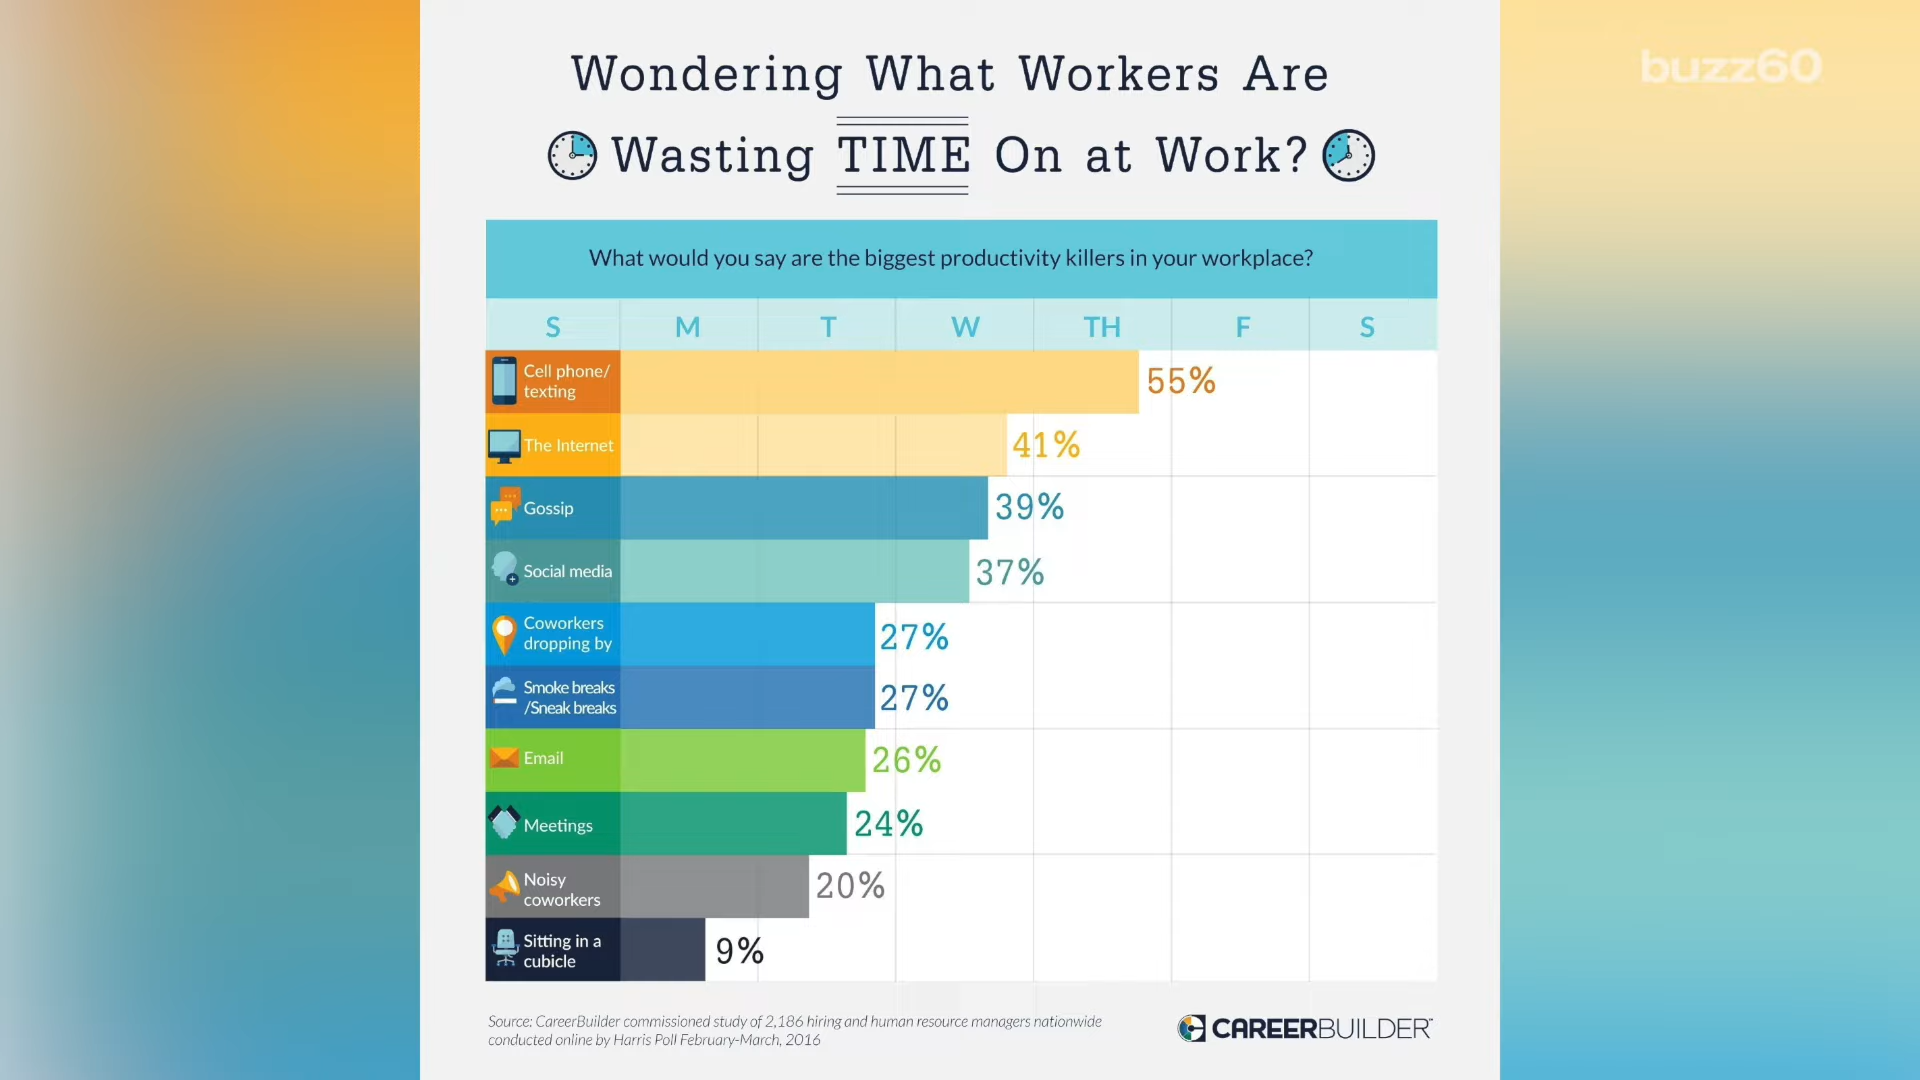 buzz60
Wondering What Workers Are
Wasting TIME On at Work?
What would you say are the biggest productivity killers in your workplace?
S M T W TH F S
Cell phone/
texting
55%
The Internet
41%
Gossip
39%
Social media
37%
Coworkers
dropping by
27%
Smoke breaks
/Sneak breaks
27%
Email
26%
Meetings
24%
Noisy
coworkers
20%
Sitting in a
cubicle
9%
Source: CareerBuilder commissioned study of 2,186 hiring and human resource managers nationwide
conducted online by Harris Poll February-March, 2016
CAREERBUILDER™